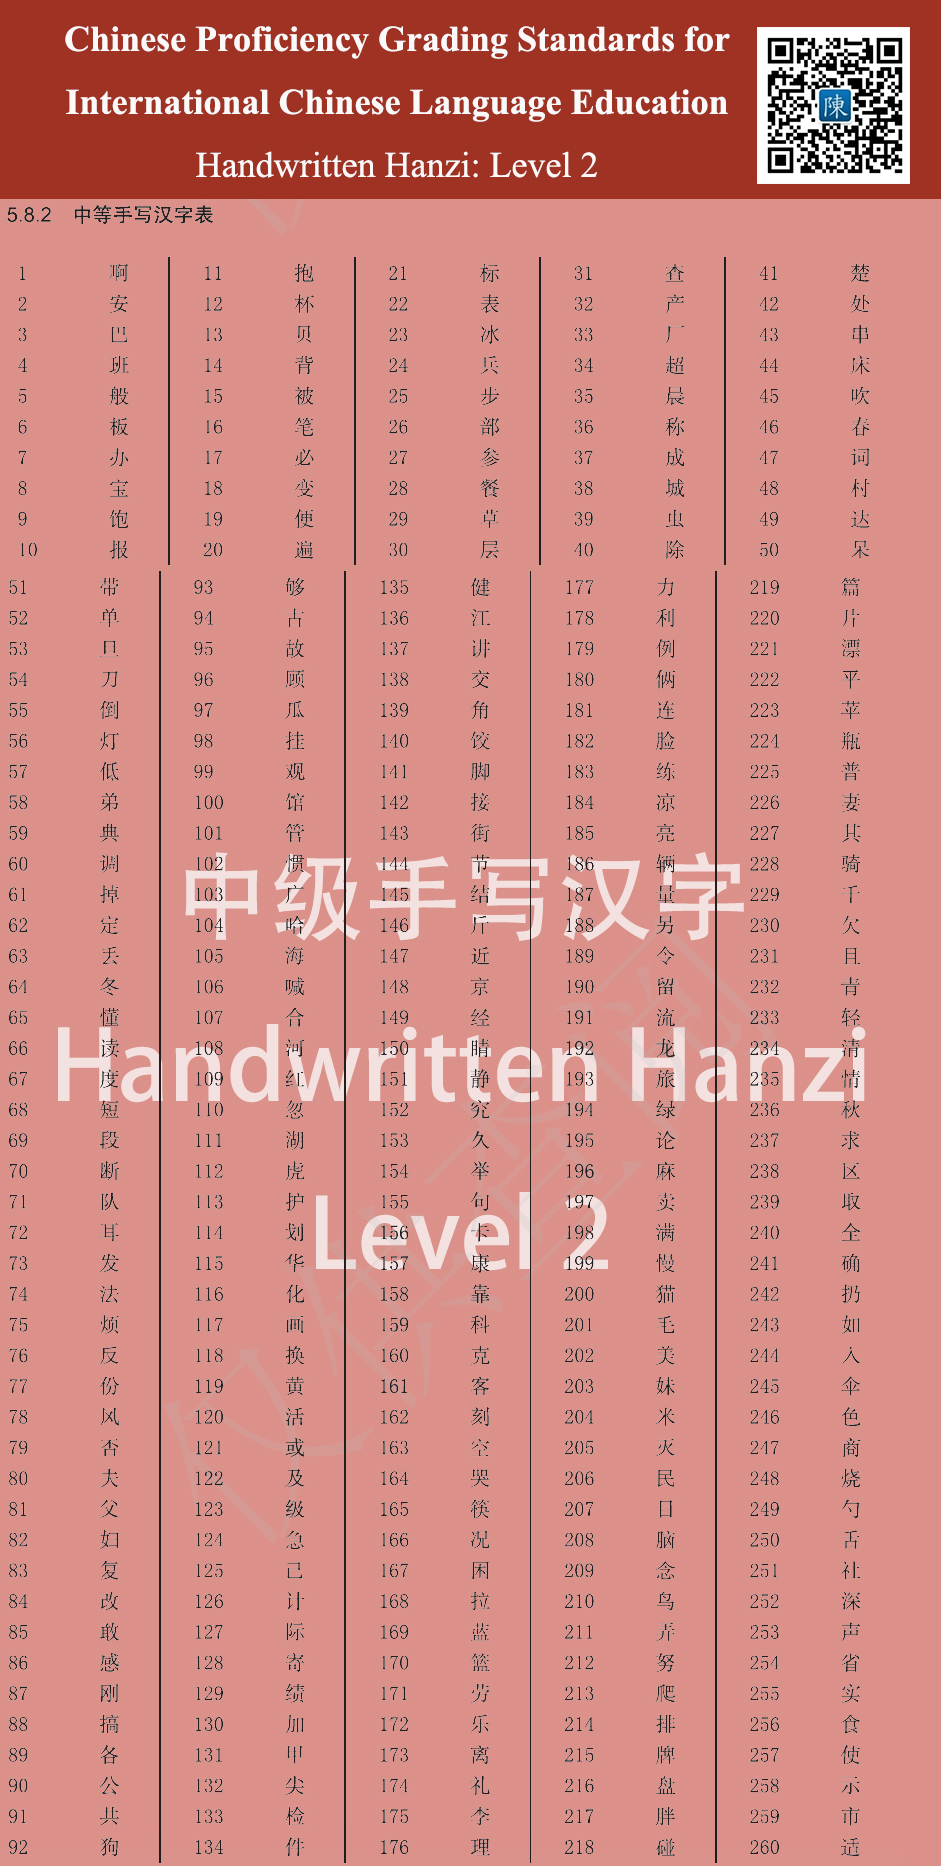 Chinese Proficiency Grading Standards for
International Chinese Language Education
Handwritten Hanzi: Level 2
陳
5.8.2 中等手写汉字表
1 啊 11 抱 21 标 31 查 41 楚
2 安 12 杯 22 表 32 产 42 处
3 巴 13 贝 23 冰 33 厂 43 串
4 班 14 背 24 兵 34 超 44 床
5 般 15 被 25 步 35 晨 45 吹
6 板 16 笔 26 部 36 称 46 春
7 办 17 必 27 参 37 成 47 词
8 宝 18 变 28 餐 38 城 48 村
9 饱 19 便 29 草 39 虫 49 达
10 报 20 遍 30 层 40 除 50 呆
51 带 93 够 135 健 177 力 219 篇
52 单 94 古 136 江 178 利 220 片
53 旦 95 故 137 讲 179 例 221 漂
54 刀 96 顾 138 交 180 俩 222 平
55 倒 97 瓜 139 角 181 连 223 苹
56 灯 98 挂 140 饺 182 脸 224 瓶
57 低 99 观 141 脚 183 练 225 普
58 弟 100 馆 142 接 184 凉 226 妻
59 典 101 管 143 街 185 亮 227 其
60 调 102 惯 144 节 186 辆 228 骑
61 掉 103 广 145 结 187 量 229 千
62 定 104 哈 146 斤 188 另 230 欠
63 丢 105 海 147 近 189 令 231 且
64 冬 106 喊 148 京 190 留 232 青
65 懂 107 合 149 经 191 流 233 轻
66 读 108 河 150 睛 192 龙 234 清
67 度 109 红 151 静 193 旅 235 情
68 短 110 忽 152 究 194 绿 236 秋
69 段 111 湖 153 久 195 论 237 求
70 断 112 虎 154 举 196 麻 238 区
71 队 113 护 155 句 197 卖 239 取
72 耳 114 划 156 卡 198 满 240 全
73 发 115 华 157 康 199 慢 241 确
74 法 116 化 158 靠 200 猫 242 扔
75 烦 117 画 159 科 201 毛 243 如
76 反 118 换 160 克 202 美 244 入
77 份 119 黄 161 客 203 妹 245 伞
78 风 120 活 162 刻 204 米 246 色
79 否 121 或 163 空 205 灭 247 商
80 夫 122 及 164 哭 206 民 248 烧
81 父 123 级 165 筷 207 目 249 勺
82 妇 124 急 166 况 208 脑 250 舌
83 复 125 己 167 困 209 念 251 社
84 改 126 计 168 拉 210 鸟 252 深
85 敢 127 际 169 蓝 211 弄 253 声
86 感 128 寄 170 篮 212 努 254 省
87 刚 129 绩 171 劳 213 爬 255 实
88 搞 130 加 172 乐 214 排 256 食
89 各 131 甲 173 离 215 牌 257 使
90 公 132 尖 174 礼 216 盘 258 示
91 共 133 检 175 李 217 胖 259 市
92 狗 134 件 176 理 218 碰 260 适
中级手写汉字
Handwritten Hanzi
Level 2